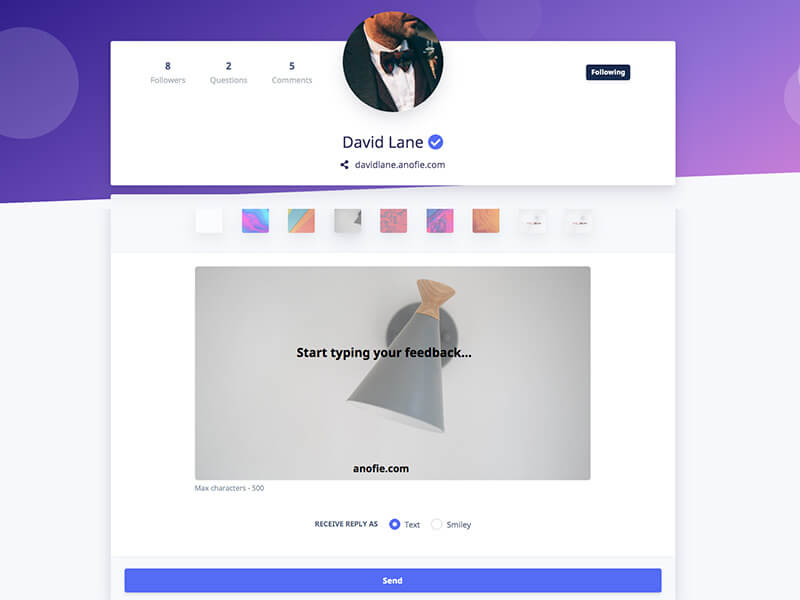 8 2 5
Followers Questions Comments
Following
David Lane
davidlane.anofie.com
Start typing your feedback...
anofie.com
Max characters - 500
RECEIVE REPLY AS Text Smiley
Send